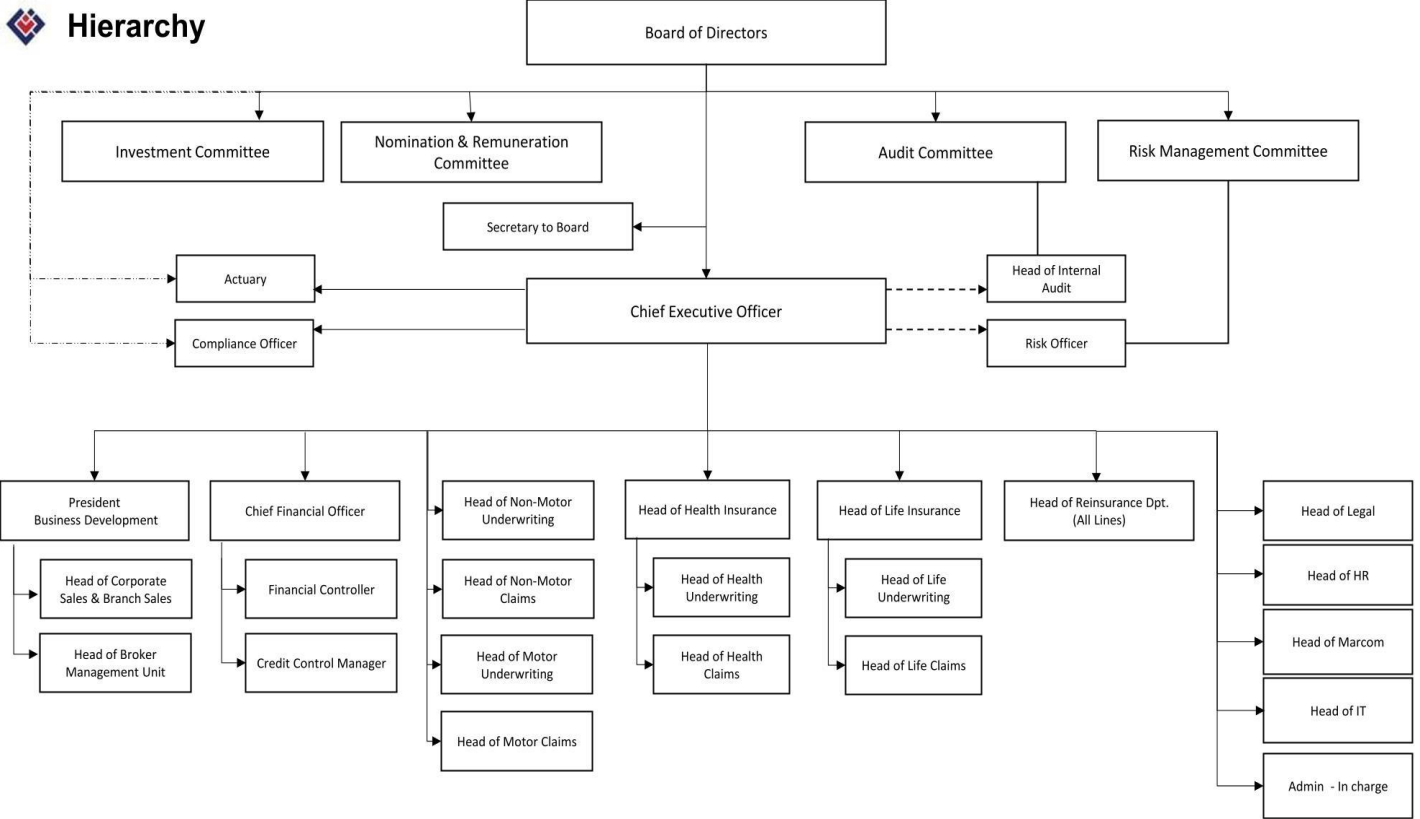 Hierarchy
Board of Directors
Investment Committee
Nomination & Remuneration
Committee
Audit Committee
Risk Management Committee
Secretary to Board
Actuary
Head of Internal
Audit
Chief Executive Officer
Compliance Officer
Risk Officer
President
Business Development
Head of Corporate
Sales & Branch Sales
Head of Broker
Management Unit
Chief Financial Officer
Financial Controller
Credit Control Manager
Head of Non-Motor
Underwriting
Head of Non-Motor
Claims
Head of Motor
Underwriting
Head of Motor Claims
Head of Health Insurance
Head of Health
Underwriting
Head of Health
Claims
Head of Life Insurance
Head of Life
Underwriting
Head of Life Claims
Head of Reinsurance Dpt.
(All Lines)
Head of Legal
Head of HR
Head of Marcom
Head of IT
Admin - In charge